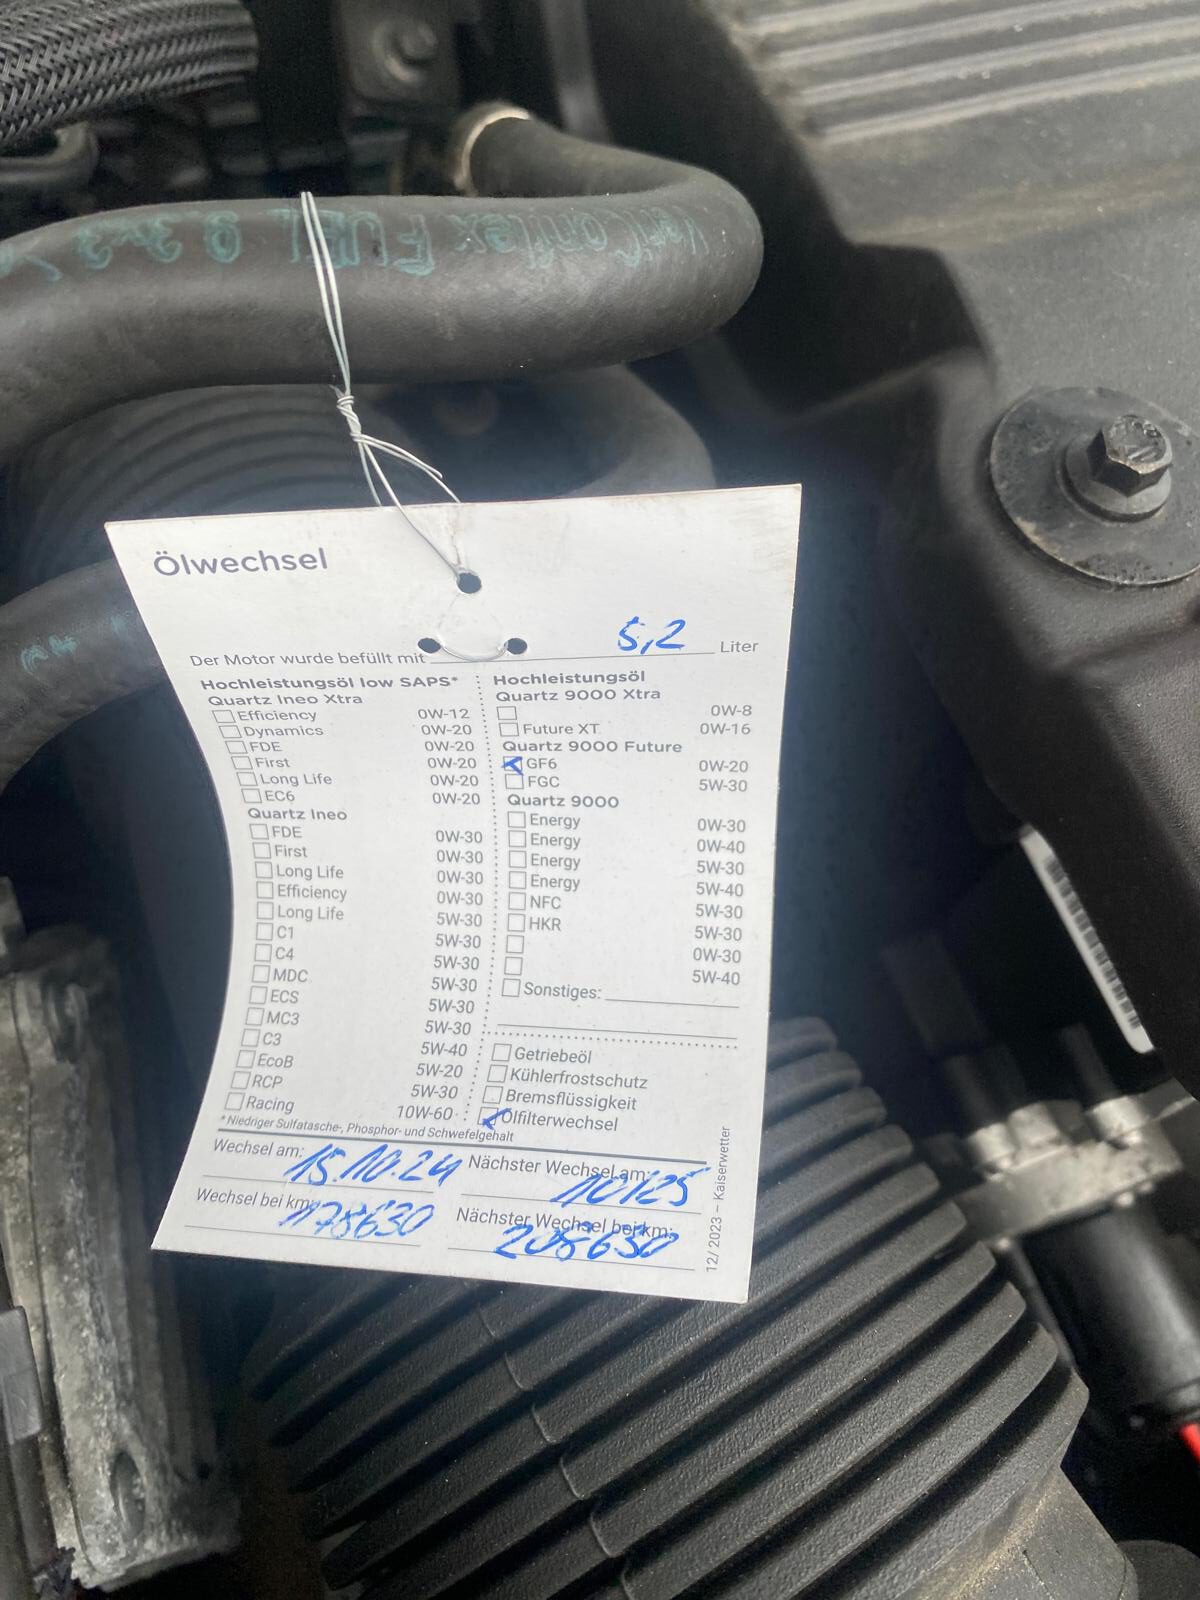 VeriComflex FUEL 9.3x3
Ölwechsel
Der Motor wurde befüllt mit 5,2 Liter
Hochleistungsöl low SAPS*
Quartz Ineo Xtra
Efficiency 0W-12
Dynamics 0W-20
FDE 0W-20
First 0W-20
Long Life 0W-20
EC6 0W-20
Quartz Ineo
FDE 0W-30
First 0W-30
Long Life 0W-30
Efficiency 0W-30
Long Life 5W-30
C1 5W-30
C4 5W-30
MDC 5W-30
ECS 5W-30
MC3 5W-30
C3 5W-40
EcoB 5W-20
RCP 5W-30
Racing 10W-60
*Niedriger Sulfatasche-, Phosphor- und Schwefelgehalt
Hochleistungsöl
Quartz 9000 Xtra
0W-8
Future XT 0W-16
Quartz 9000 Future
GF6 0W-20
FGC 5W-30
Quartz 9000
Energy 0W-30
Energy 0W-40
Energy 5W-30
Energy 5W-40
NFC 5W-30
HKR 5W-30
0W-30
5W-40
Sonstiges:
Getriebeöl
Kühlerfrostschutz
Bremsflüssigkeit
Ölfilterwechsel
Wechsel am: 15.10.24
Nächster Wechsel am: 10/25
Wechsel bei km: 178630
Nächster Wechsel bei km: 208630
12/2023 – Kaiserwetter